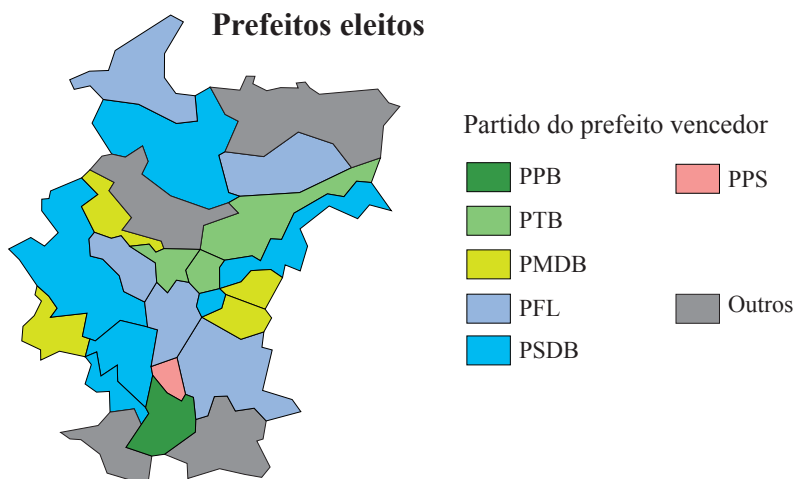 Prefeitos eleitos
Partido do prefeito vencedor
PPB
PTB
PMDB
PFL
PSDB
PPS
Outros